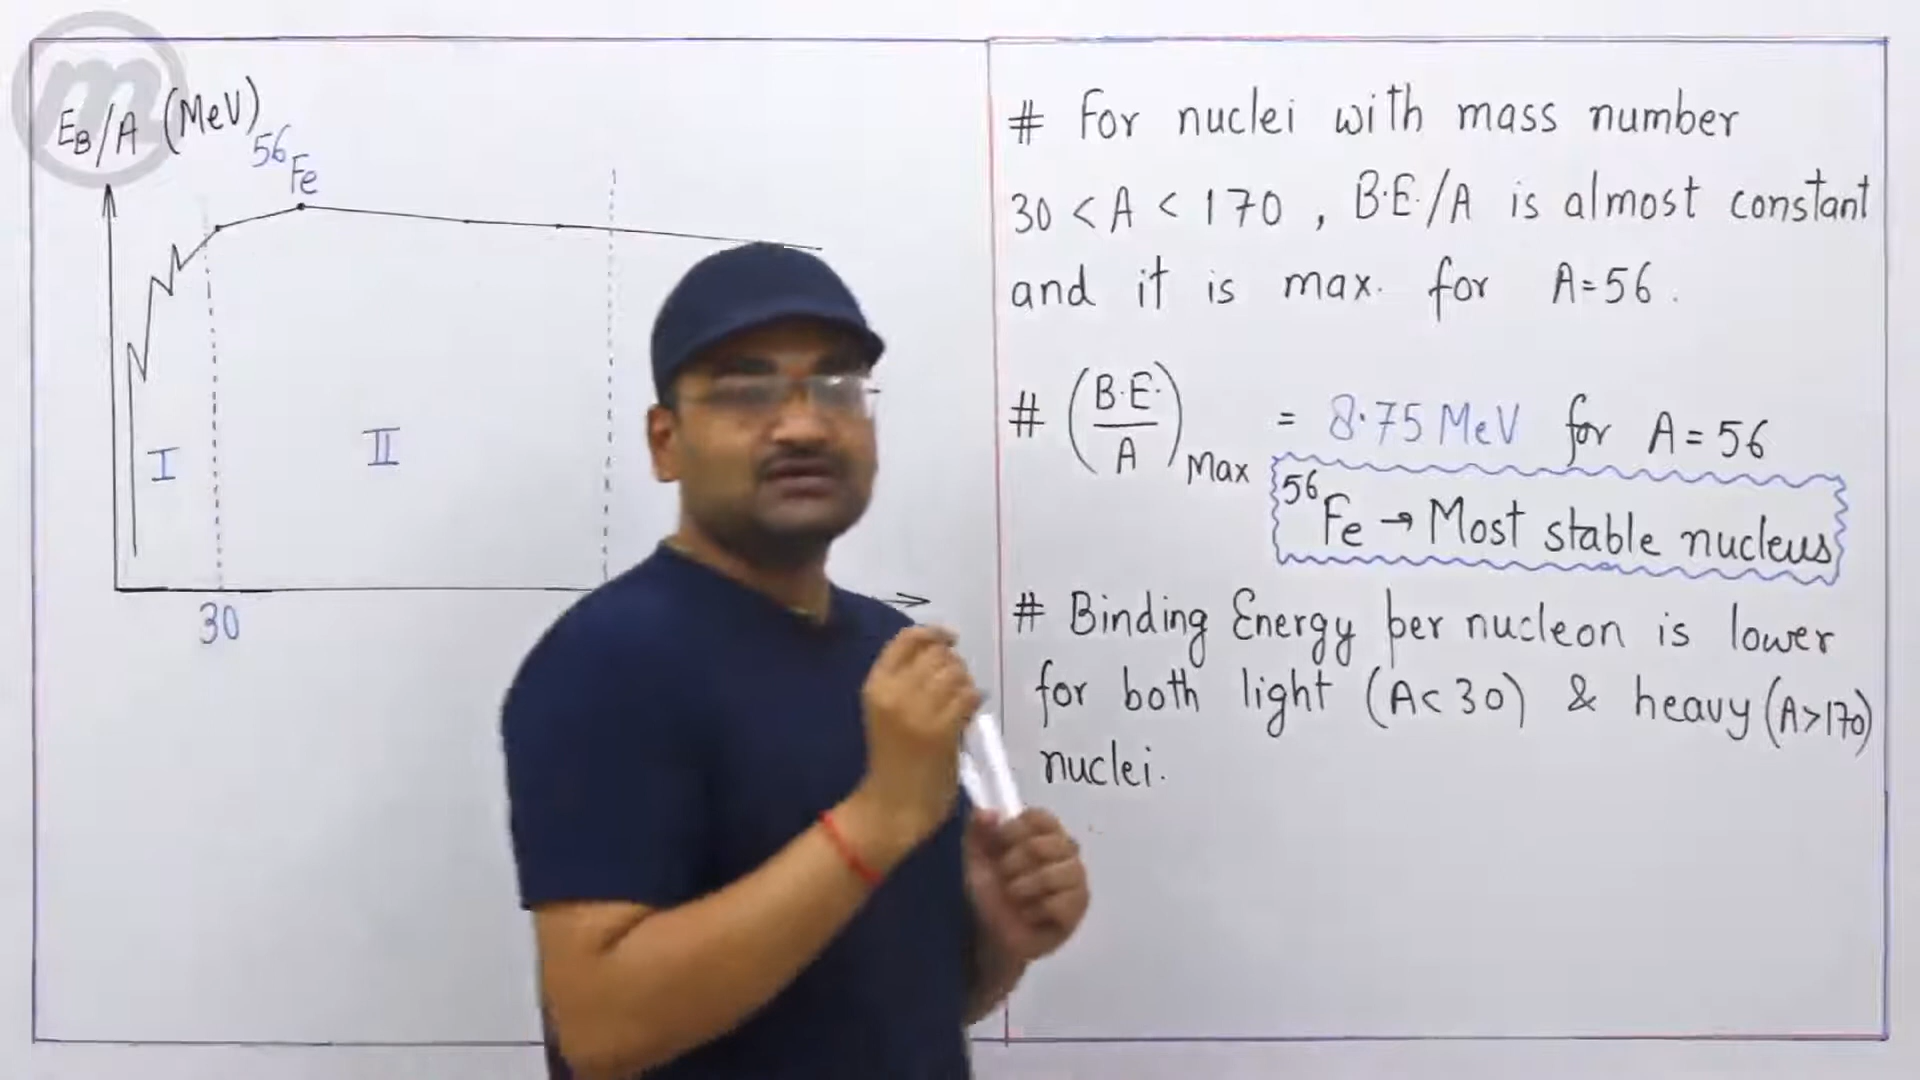 E_B/A (MeV)
⁵⁶Fe
I
II
30
# For nuclei with mass number
30 < A < 170 , B.E./A is almost constant
and it is max. for A=56.
# (B.E./A)Max = 8.75 MeV for A = 56
⁵⁶Fe → Most stable nucleus
# Binding Energy per nucleon is lower
for both light (A<30) & heavy (A>170)
nuclei.
m